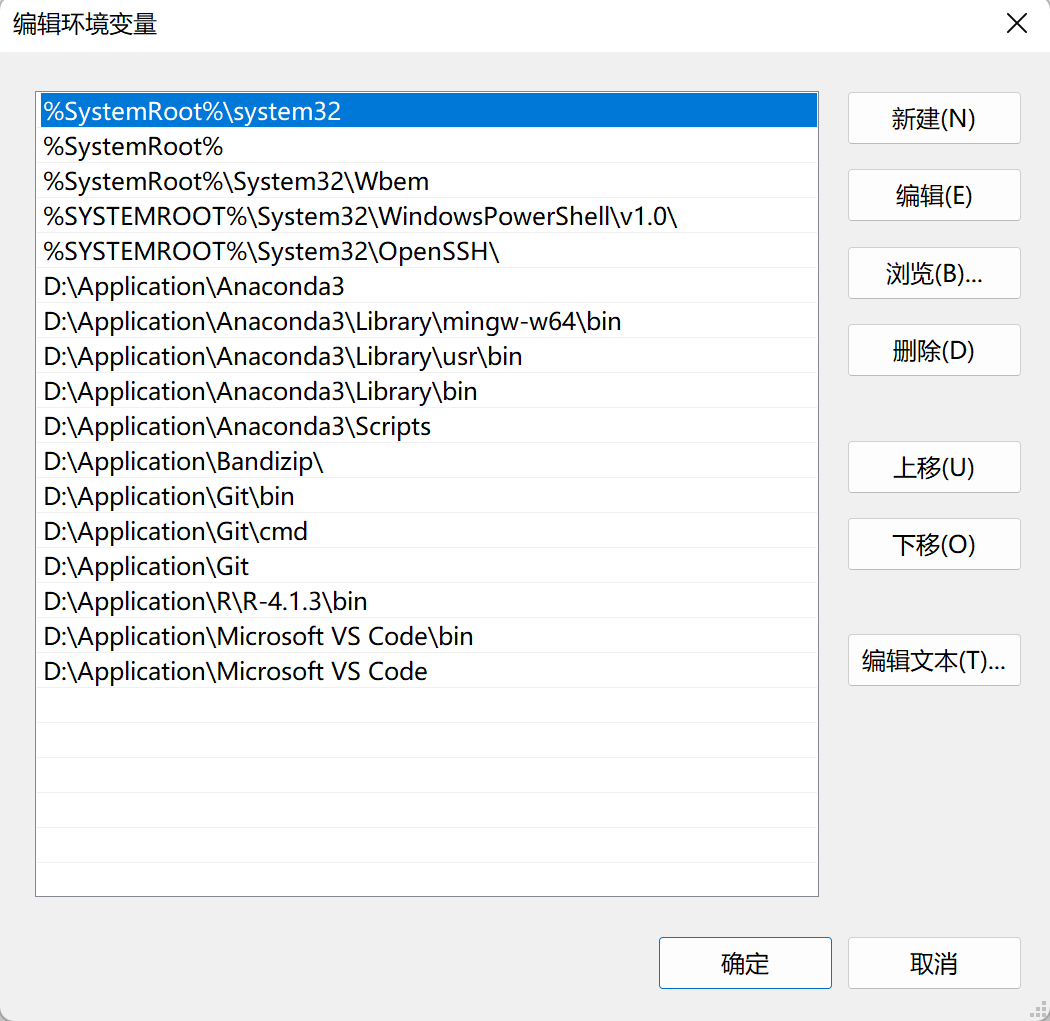 编辑环境变量
%SystemRoot%\system32
%SystemRoot%
%SystemRoot%\System32\Wbem
%SYSTEMROOT%\System32\WindowsPowerShell\v1.0\
%SYSTEMROOT%\System32\OpenSSH\
D:\Application\Anaconda3
D:\Application\Anaconda3\Library\mingw-w64\bin
D:\Application\Anaconda3\Library\usr\bin
D:\Application\Anaconda3\Library\bin
D:\Application\Anaconda3\Scripts
D:\Application\Bandizip\
D:\Application\Git\bin
D:\Application\Git\cmd
D:\Application\Git
D:\Application\R\R-4.1.3\bin
D:\Application\Microsoft VS Code\bin
D:\Application\Microsoft VS Code
新建(N)
编辑(E)
浏览(B)...
删除(D)
上移(U)
下移(O)
编辑文本(T)...
确定
取消